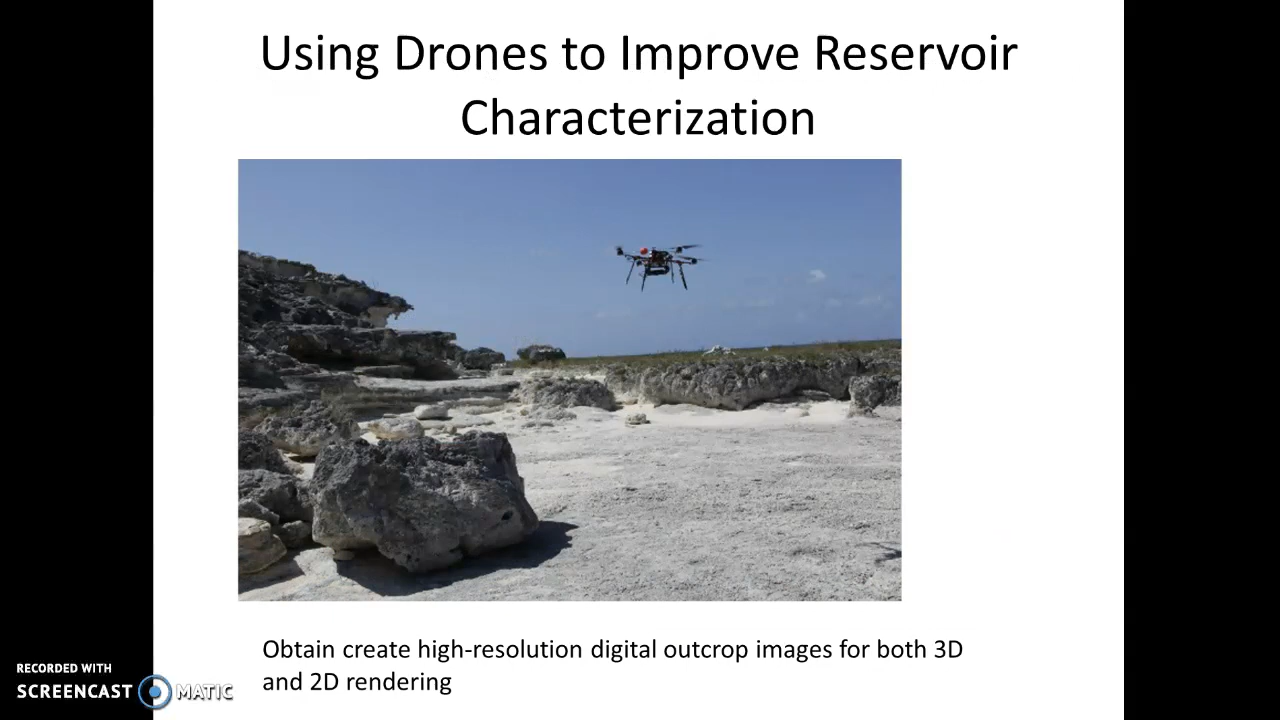 Using Drones to Improve Reservoir
Characterization
Obtain create high-resolution digital outcrop images for both 3D
and 2D rendering
RECORDED WITH
SCREENCAST MATIC